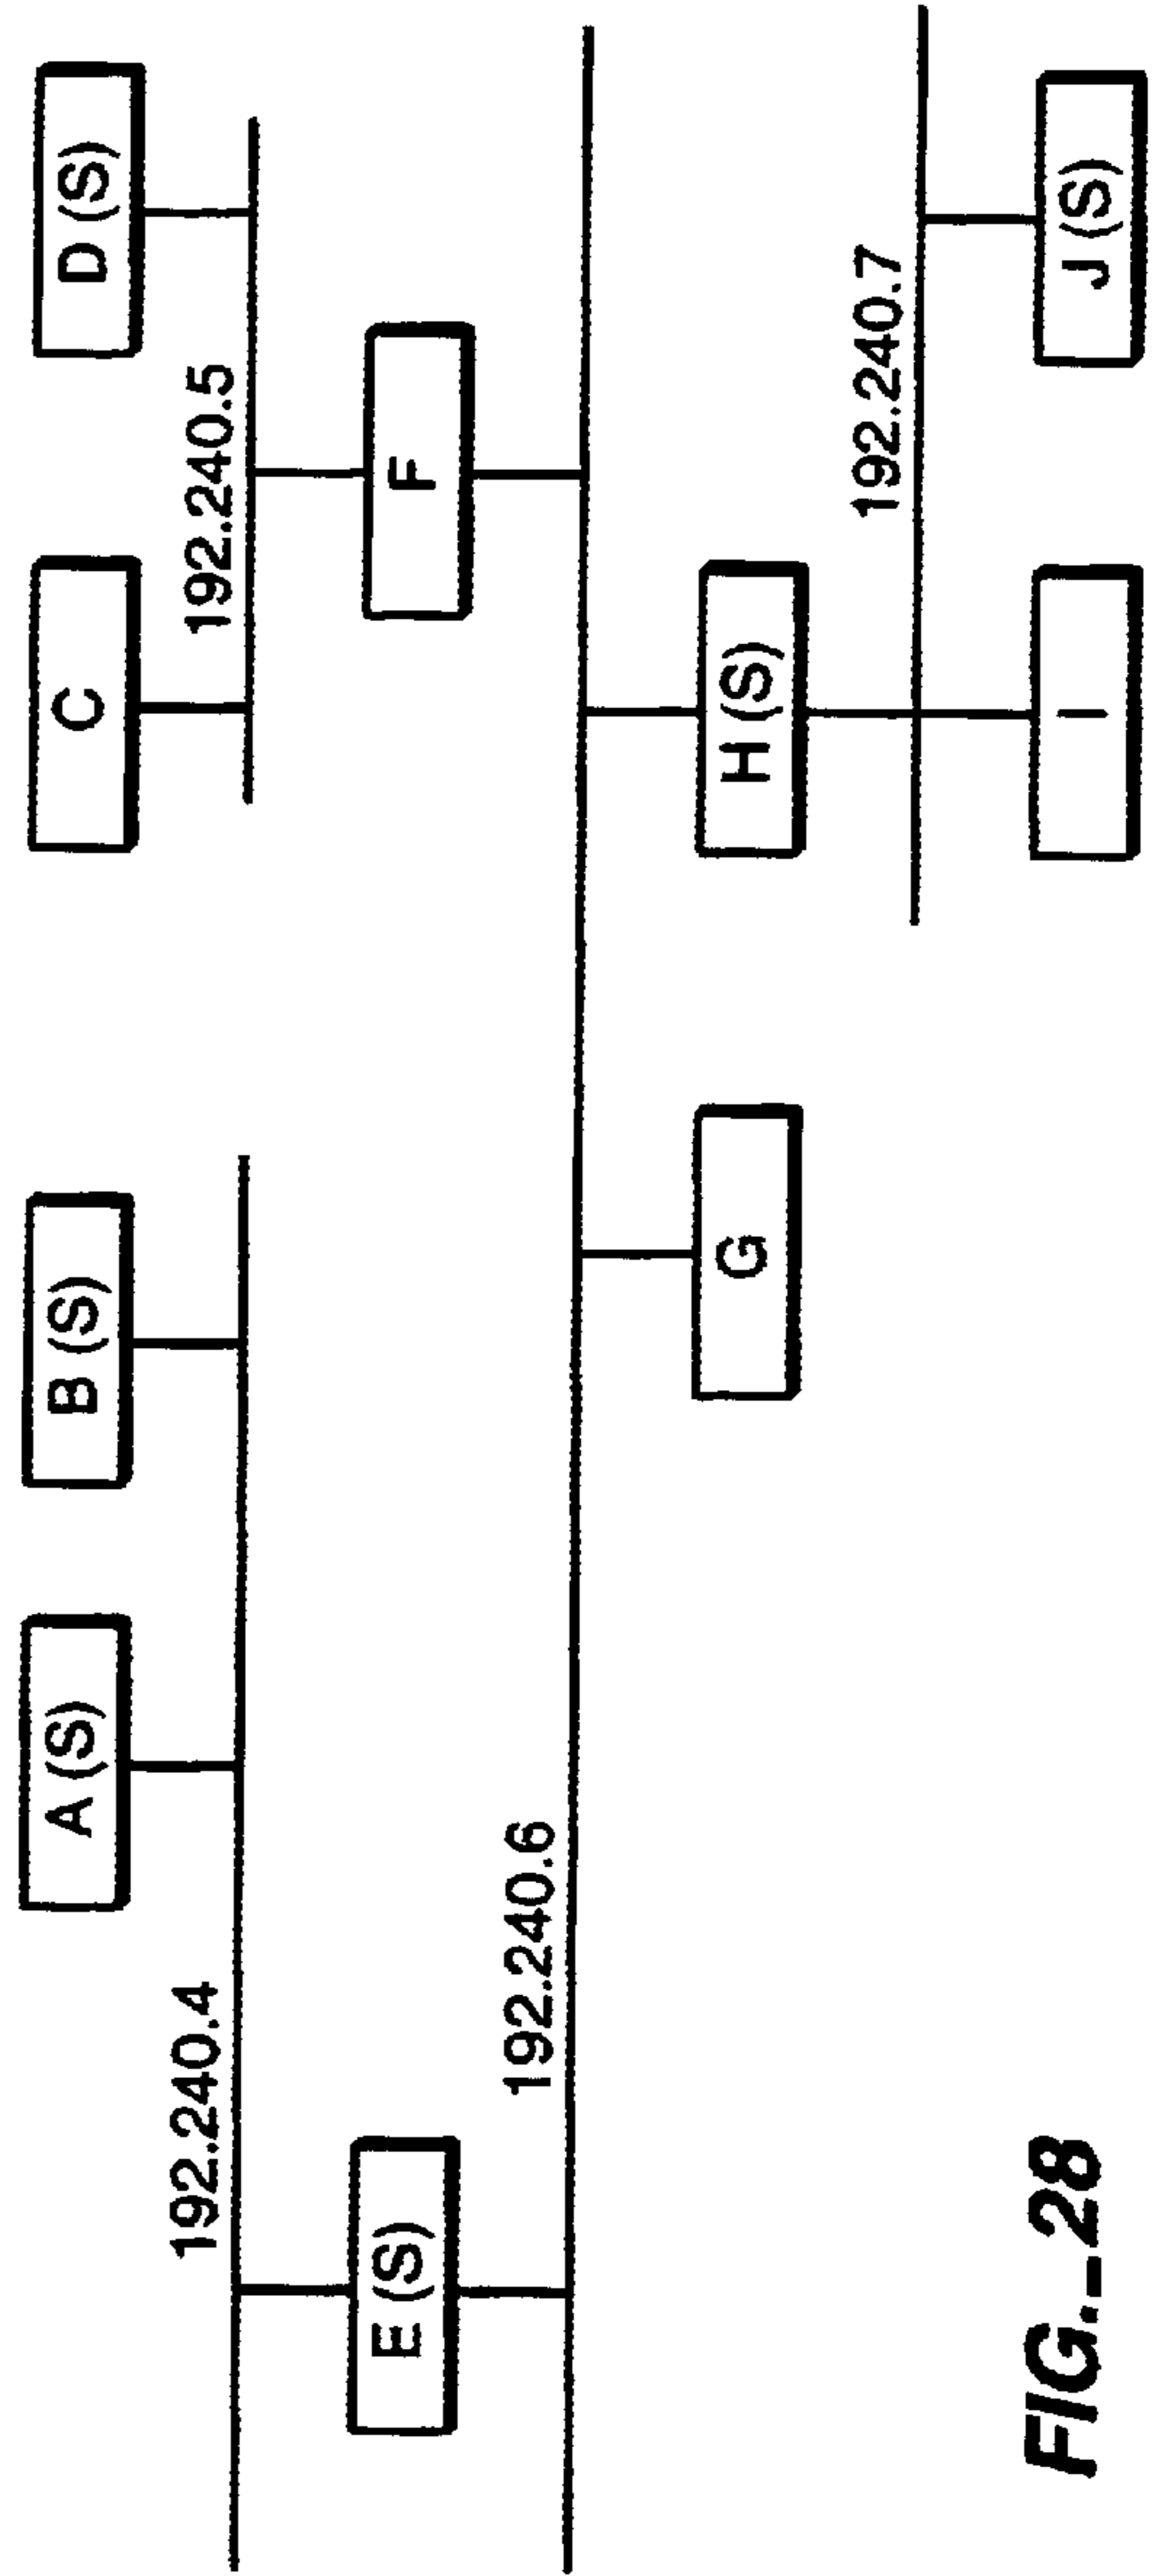 A (S)
B (S)
C
D (S)
192.240.4
192.240.5
E (S)
F
192.240.6
G
H (S)
192.240.7
I
J (S)
FIG._28